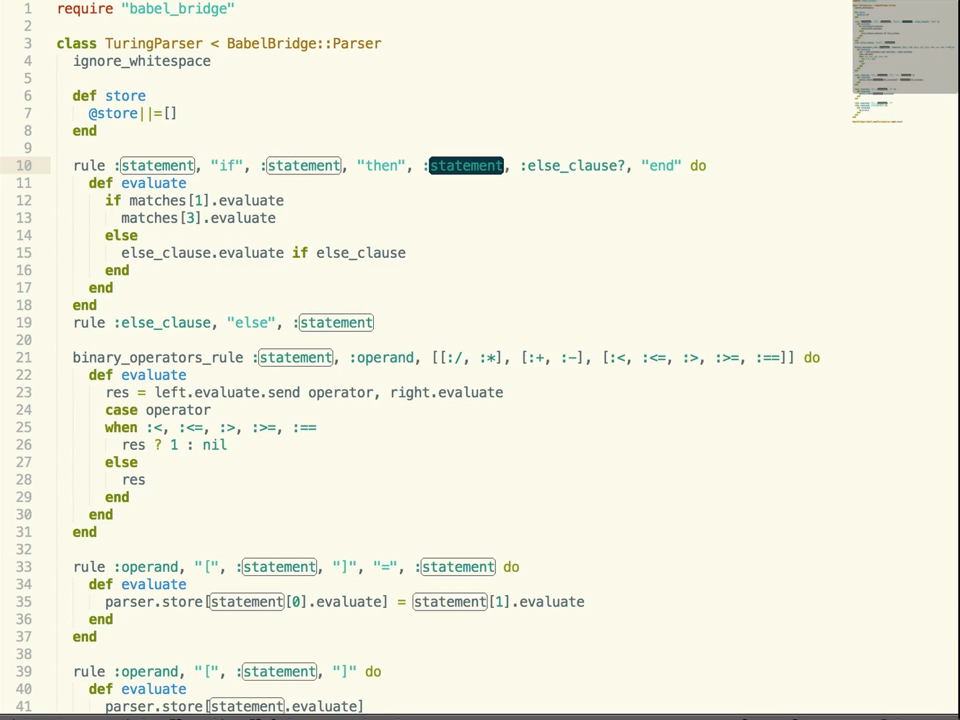 1 require "babel_bridge"
2
3 class TuringParser < BabelBridge::Parser
4   ignore_whitespace
5
6   def store
7     @store||=[]
8   end
9
10   rule :statement, "if", :statement, "then", :statement, :else_clause?, "end" do
11     def evaluate
12       if matches[1].evaluate
13         matches[3].evaluate
14       else
15         else_clause.evaluate if else_clause
16       end
17     end
18   end
19   rule :else_clause, "else", :statement
20
21   binary_operators_rule :statement, :operand, [[:/, :*], [:+, :-], [:<, :<=, :>, :>=, :==]] do
22     def evaluate
23       res = left.evaluate.send operator, right.evaluate
24       case operator
25       when :<, :<=, :>, :>=, :==
26         res ? 1 : nil
27       else
28         res
29       end
30     end
31   end
32
33   rule :operand, "[", :statement, "]", "=", :statement do
34     def evaluate
35       parser.store[statement[0].evaluate] = statement[1].evaluate
36     end
37   end
38
39   rule :operand, "[", :statement, "]" do
40     def evaluate
41       parser.store[statement.evaluate]